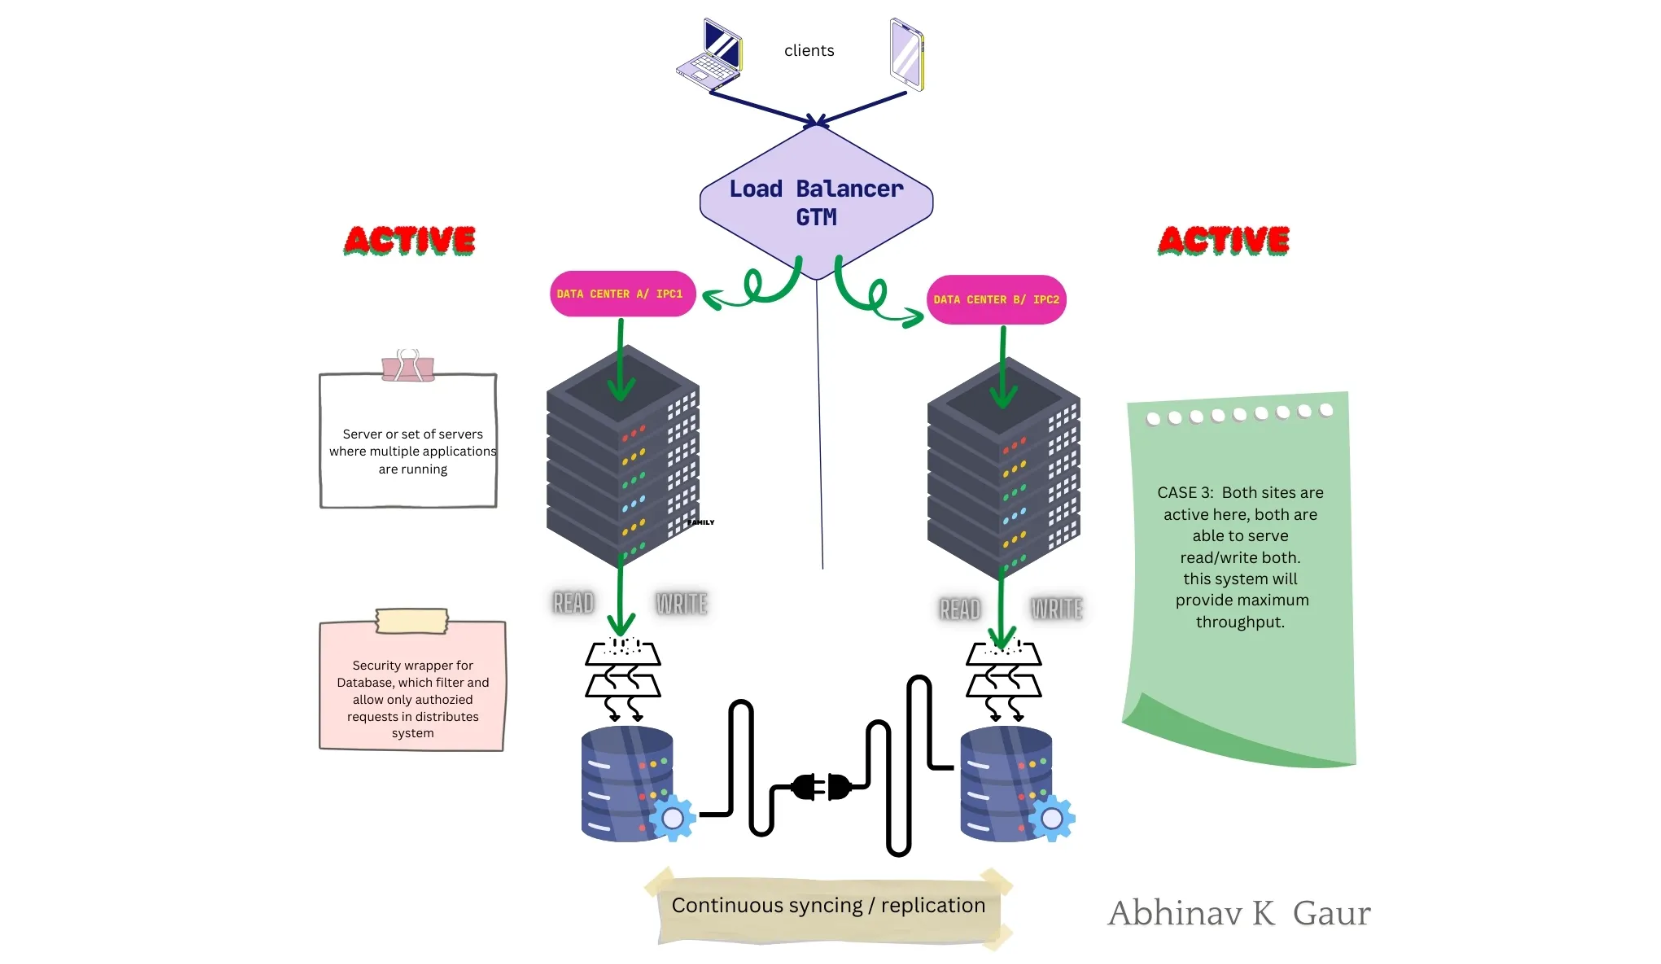 clients
Load Balancer
GTM
ACTIVE
ACTIVE
DATA CENTER A/ IPC1
DATA CENTER B/ IPC2
Server or set of servers
where multiple applications
are running
FAMILY
CASE 3:  Both sites are
active here, both are
able to serve
read/write both.
this system will
provide maximum
throughput.
READ
WRITE
READ
WRITE
Security wrapper for
Database, which filter and
allow only authozied
requests in distributes
system
Continuous syncing / replication
Abhinav K  Gaur